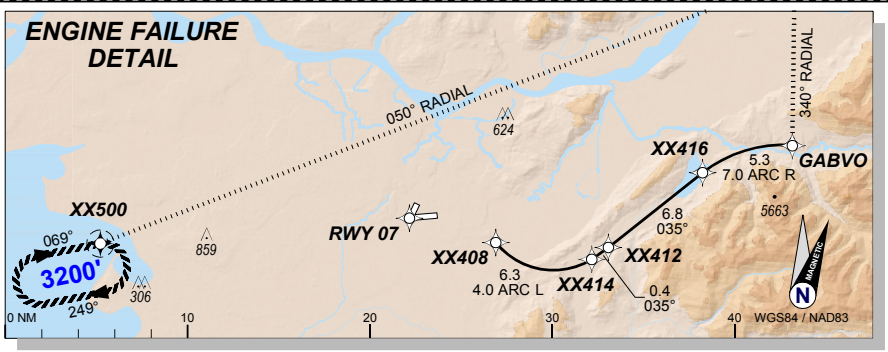 ENGINE FAILURE
DETAIL
340° RADIAL
050° RADIAL
624
XX416
GABVO
5.3
7.0 ARC R
XX500
5663
069°
RWY 07
6.8
035°
859
3200'
XX408
XX412
MAGNETIC
306
6.3
4.0 ARC L
XX414
249°
0.4
035°
N
0 NM
10
20
30
40
WGS84 / NAD83